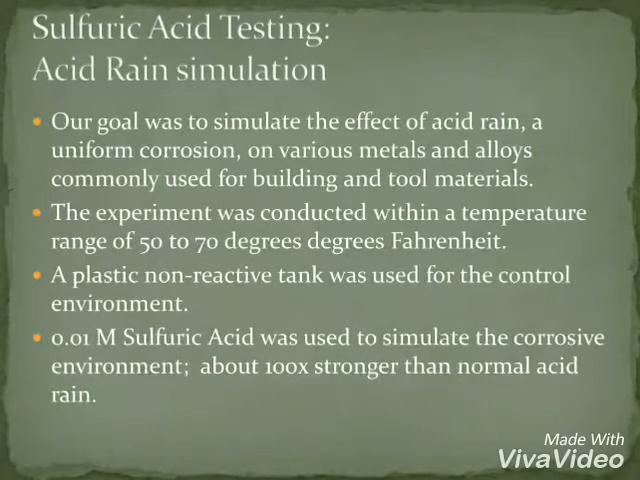 Sulfuric Acid Testing:
Acid Rain simulation
• Our goal was to simulate the effect of acid rain, a
uniform corrosion, on various metals and alloys
commonly used for building and tool materials.
• The experiment was conducted within a temperature
range of 50 to 70 degrees degrees Fahrenheit.
• A plastic non-reactive tank was used for the control
environment.
• 0.01 M Sulfuric Acid was used to simulate the corrosive
environment;  about 100x stronger than normal acid
rain.
Made With
VivaVideo